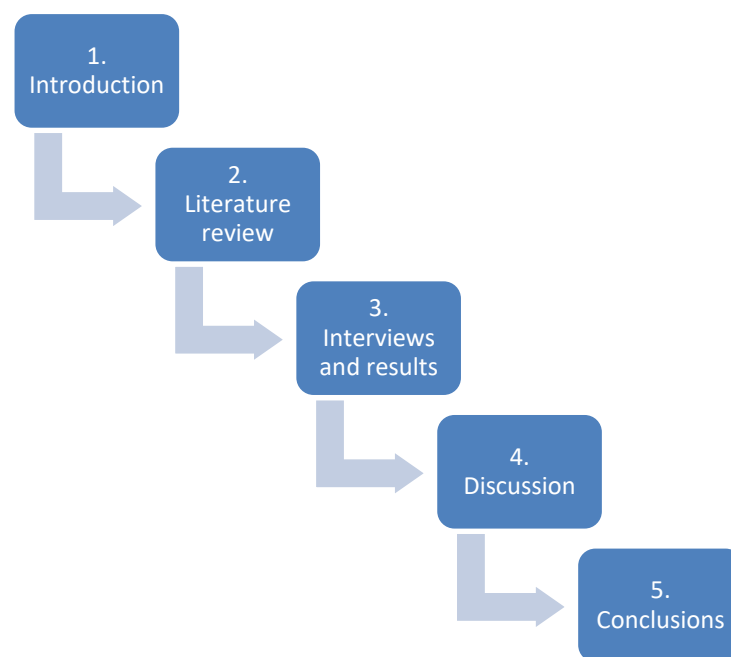 1.
Introduction
2.
Literature
review
3.
Interviews
and results
4.
Discussion
5.
Conclusions